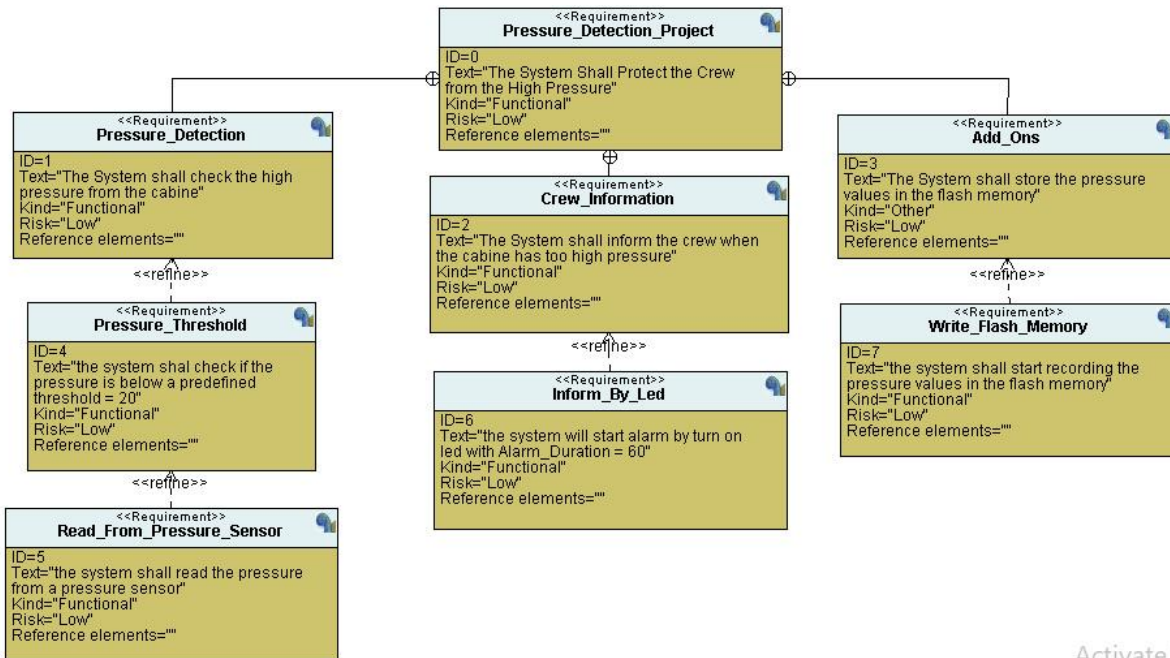 <<Requirement>>
Pressure_Detection_Project
ID=0
Text="The System Shall Protect the Crew
from the High Pressure"
Kind="Functional"
Risk="Low"
Reference elements=""
<<Requirement>>
Pressure_Detection
ID=1
Text="The System shall check the high
pressure from the cabine"
Kind="Functional"
Risk="Low"
Reference elements=""
<<refine>>
<<Requirement>>
Pressure_Threshold
ID=4
Text="the system shal check if the
pressure is below a predefined
threshold = 20"
Kind="Functional"
Risk="Low"
Reference elements=""
<<refine>>
<<Requirement>>
Read_From_Pressure_Sensor
ID=5
Text="the system shall read the pressure
from a pressure sensor"
Kind="Functional"
Risk="Low"
Reference elements=""
<<Requirement>>
Crew_Information
ID=2
Text="The System shall inform the crew when
the cabine has too high pressure"
Kind="Functional"
Risk="Low"
Reference elements=""
<<refine>>
<<Requirement>>
Inform_By_Led
ID=6
Text="the system will start alarm by turn on
led with Alarm_Duration = 60"
Kind="Functional"
Risk="Low"
Reference elements=""
<<Requirement>>
Add_Ons
ID=3
Text="The System shall store the pressure
values in the flash memory"
Kind="Other"
Risk="Low"
Reference elements=""
<<refine>>
<<Requirement>>
Write_Flash_Memory
ID=7
Text="the system shall start recording the
pressure values in the flash memory"
Kind="Functional"
Risk="Low"
Reference elements=""
Activate